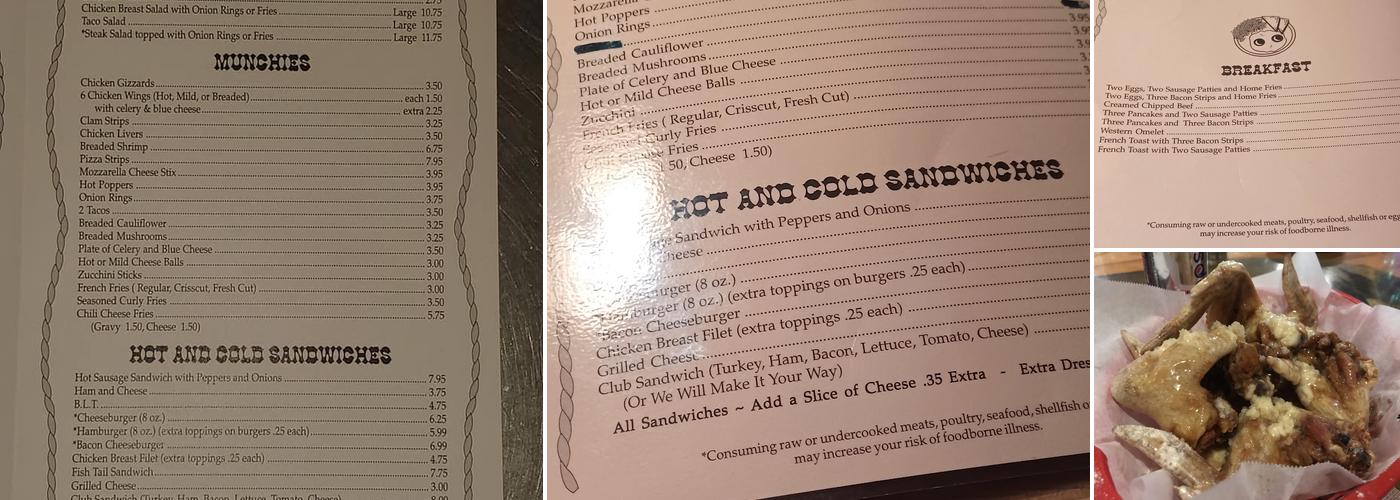 Chicken Breast Salad with Onion Rings or Fries Large 10.75
Taco Salad Large 10.75
*Steak Salad topped with Onion Rings or Fries Large 11.75
MUNCHIES
Chicken Gizzards 3.50
6 Chicken Wings (Hot, Mild, or Breaded) each 1.50
with celery & blue cheese extra 2.25
Clam Strips 3.25
Chicken Livers 3.50
Breaded Shrimp 6.75
Pizza Strips 7.95
Mozzarella Cheese Stix 3.95
Hot Poppers 3.95
Onion Rings 3.75
2 Tacos 3.50
Breaded Cauliflower 3.25
Breaded Mushrooms 3.25
Plate of Celery and Blue Cheese 3.50
Hot or Mild Cheese Balls 3.00
Zucchini Sticks 3.00
French Fries ( Regular, Crisscut, Fresh Cut) 3.00
Seasoned Curly Fries 3.50
Chili Cheese Fries 5.75
(Gravy 1.50, Cheese 1.50)
HOT AND COLD SANDWICHES
Hot Sausage Sandwich with Peppers and Onions 7.95
Ham and Cheese 3.75
B.L.T. 4.75
*Cheeseburger (8 oz.) 6.25
*Hamburger (8 oz.) (extra toppings on burgers .25 each) 5.99
*Bacon Cheeseburger 6.99
Chicken Breast Filet (extra toppings .25 each) 4.75
Fish Tail Sandwich 7.75
Grilled Cheese 3.00
Club Sandwich (Turkey, Ham, Bacon, Lettuce, Tomato, Cheese)
Mozzarella
Hot Poppers
Onion Rings 3.95
Breaded Cauliflower
Breaded Mushrooms
Plate of Celery and Blue Cheese
Hot or Mild Cheese Balls
Zucchini
French Fries ( Regular, Crisscut, Fresh Cut)
Curly Fries
Fries
50, Cheese 1.50)
HOT AND COLD SANDWICHES
Sandwich with Peppers and Onions
Cheese
(8 oz.)
Hamburger (8 oz.) (extra toppings on burgers .25 each)
*Bacon Cheeseburger
Chicken Breast Filet (extra toppings .25 each)
Grilled Cheese
Club Sandwich (Turkey, Ham, Bacon, Lettuce, Tomato, Cheese)
(Or We Will Make It Your Way)
All Sandwiches ~ Add a Slice of Cheese .35 Extra - Extra
*Consuming raw or undercooked meats, poultry, seafood, shellfish
may increase your risk of foodborne illness.
BREAKFAST
Two Eggs, Two Sausage Patties and Home Fries
Two Eggs, Three Bacon Strips and Home Fries
Creamed Chipped Beef
Three Pancakes and Two Sausage Patties
Three Pancakes and Three Bacon Strips
Western Omelet
French Toast with Three Bacon Strips
French Toast with Two Sausage Patties
*Consuming raw or undercooked meats, poultry, seafood, shellfish or
may increase your risk of foodborne illness.